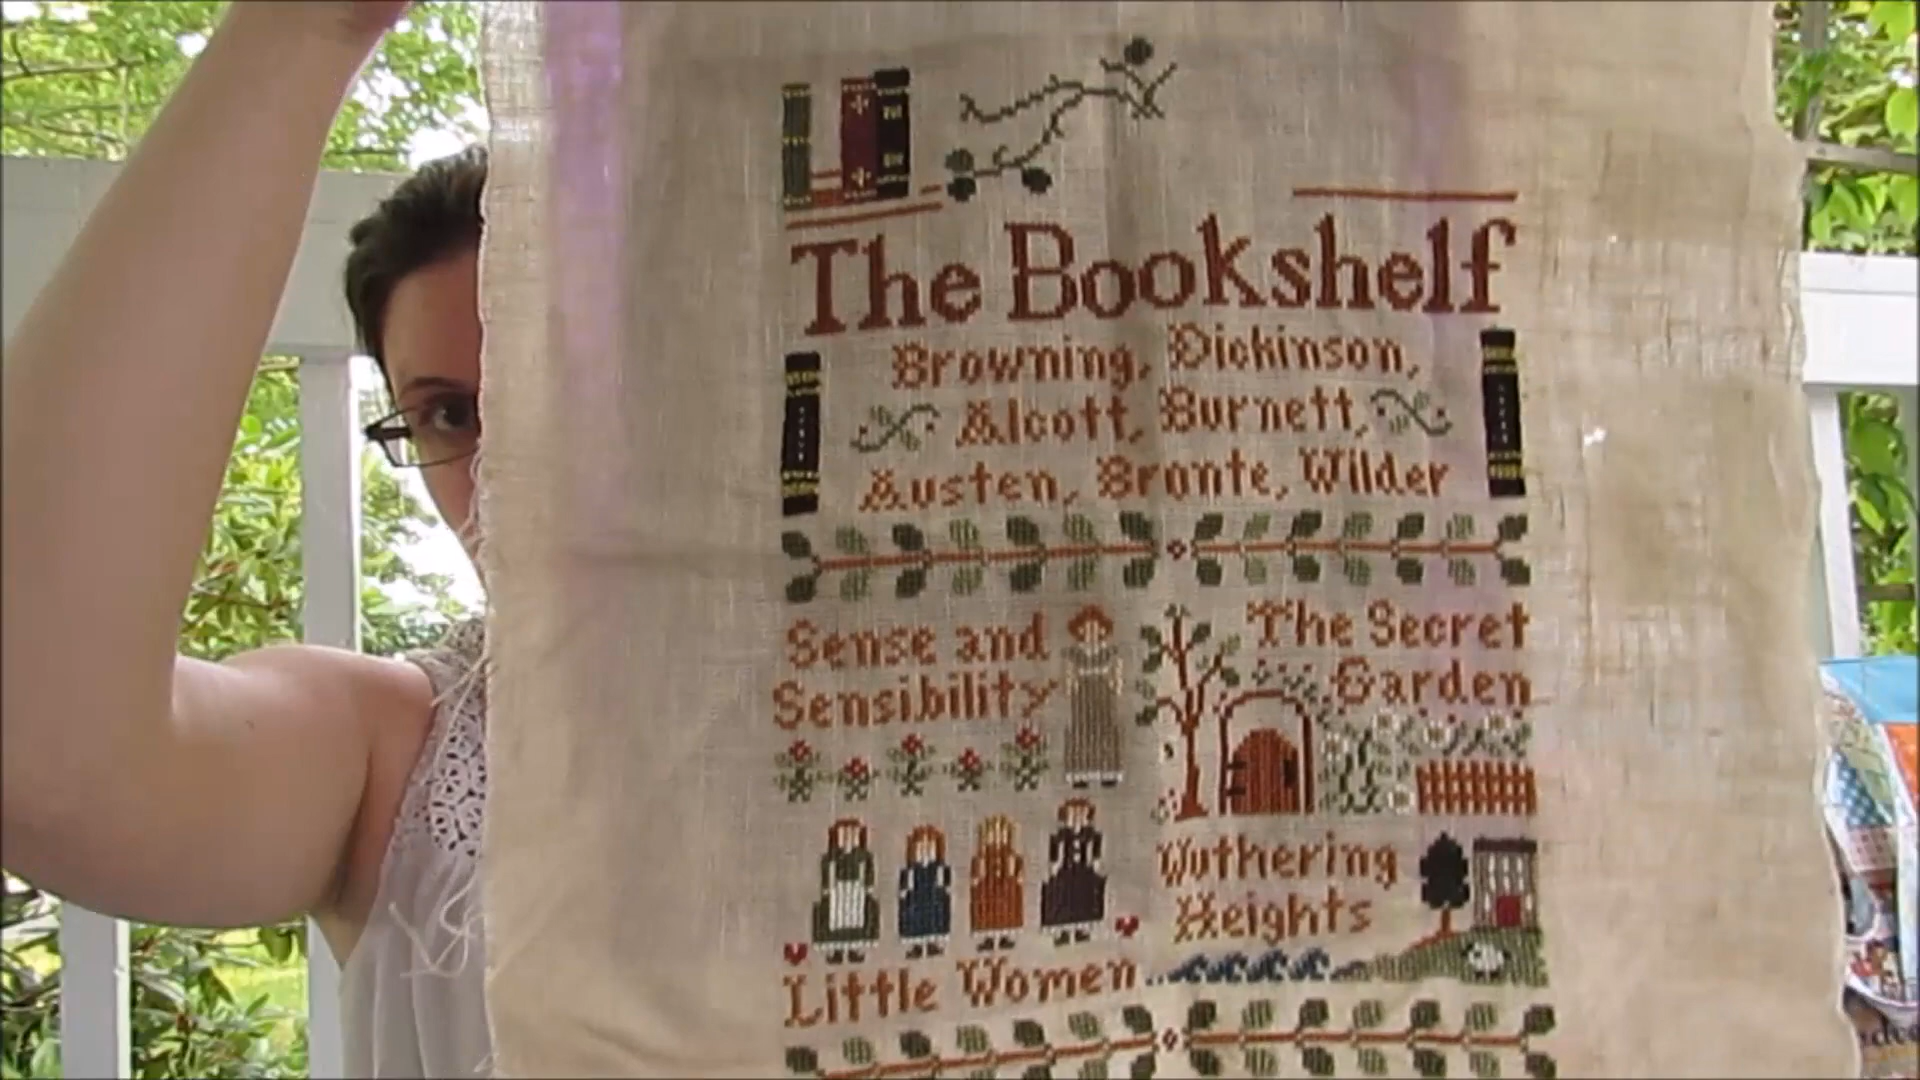 The Bookshelf
Browning, Dickinson,
Alcott, Burnett,
Austen, Bronte, Wilder
Sense and
Sensibility
The Secret
Garden
Wuthering
Heights
Little Women